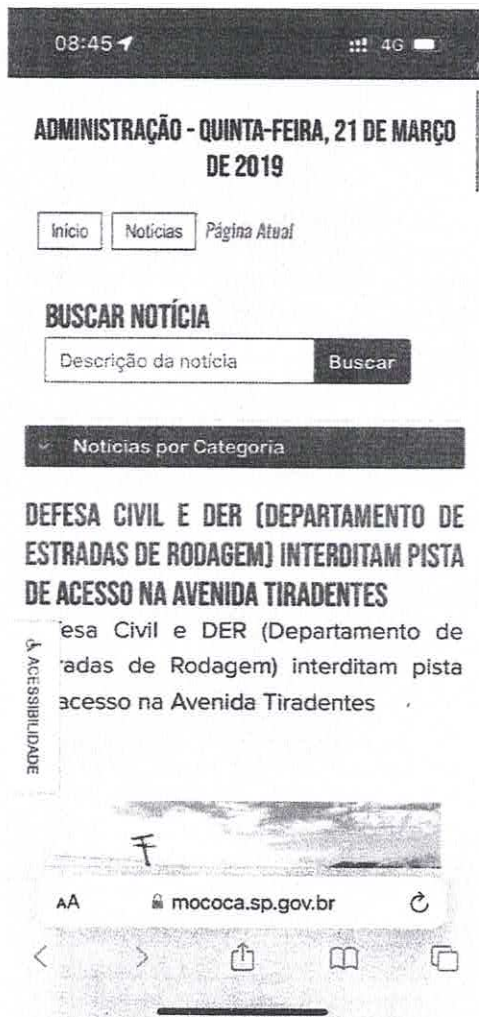 08:45
4G
ADMINISTRAÇÃO - QUINTA-FEIRA, 21 DE MARÇO
DE 2019
Início
Notícias
Página Atual
BUSCAR NOTÍCIA
Descrição da notícia
Buscar
Notícias por Categoria
DEFESA CIVIL E DER (DEPARTAMENTO DE
ESTRADAS DE RODAGEM) INTERDITAM PISTA
DE ACESSO NA AVENIDA TIRADENTES
fesa Civil e DER (Departamento de
radas de Rodagem) interditam pista
acesso na Avenida Tiradentes
ACESSIBILIDADE
AA
mococa.sp.gov.br